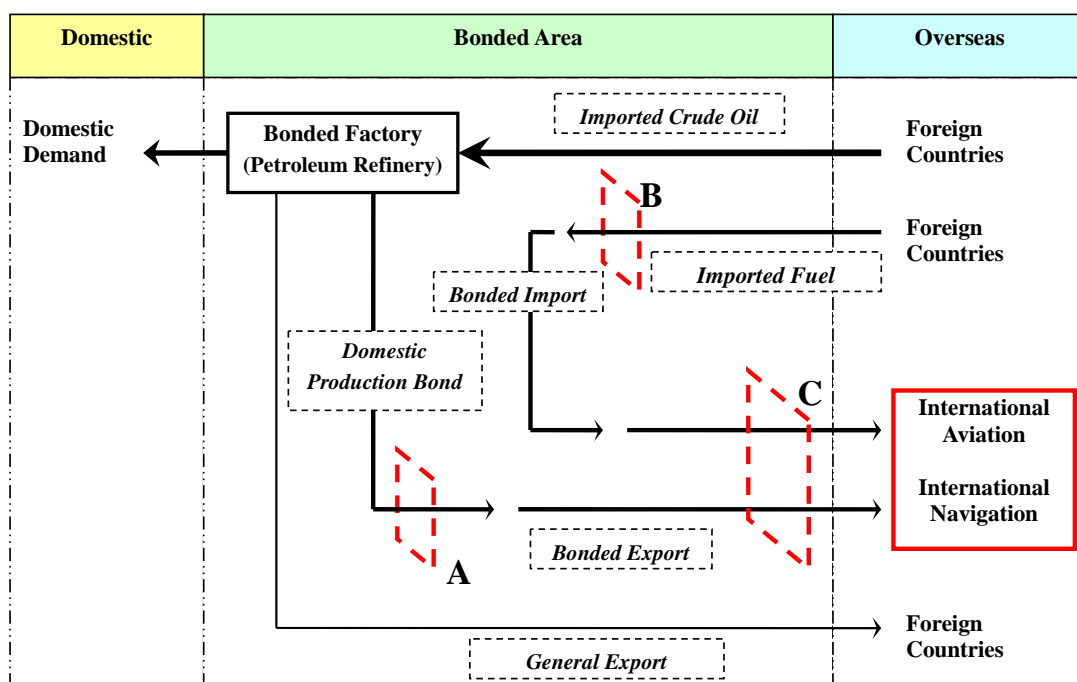 Domestic
Bonded Area
Overseas
Imported Crude Oil
Domestic
Demand
Bonded Factory
(Petroleum Refinery)
Foreign
Countries
B
Foreign
Countries
Bonded Import
Imported Fuel
Domestic
Production Bond
C
International
Aviation
International
Navigation
Bonded Export
A
Foreign
Countries
General Export